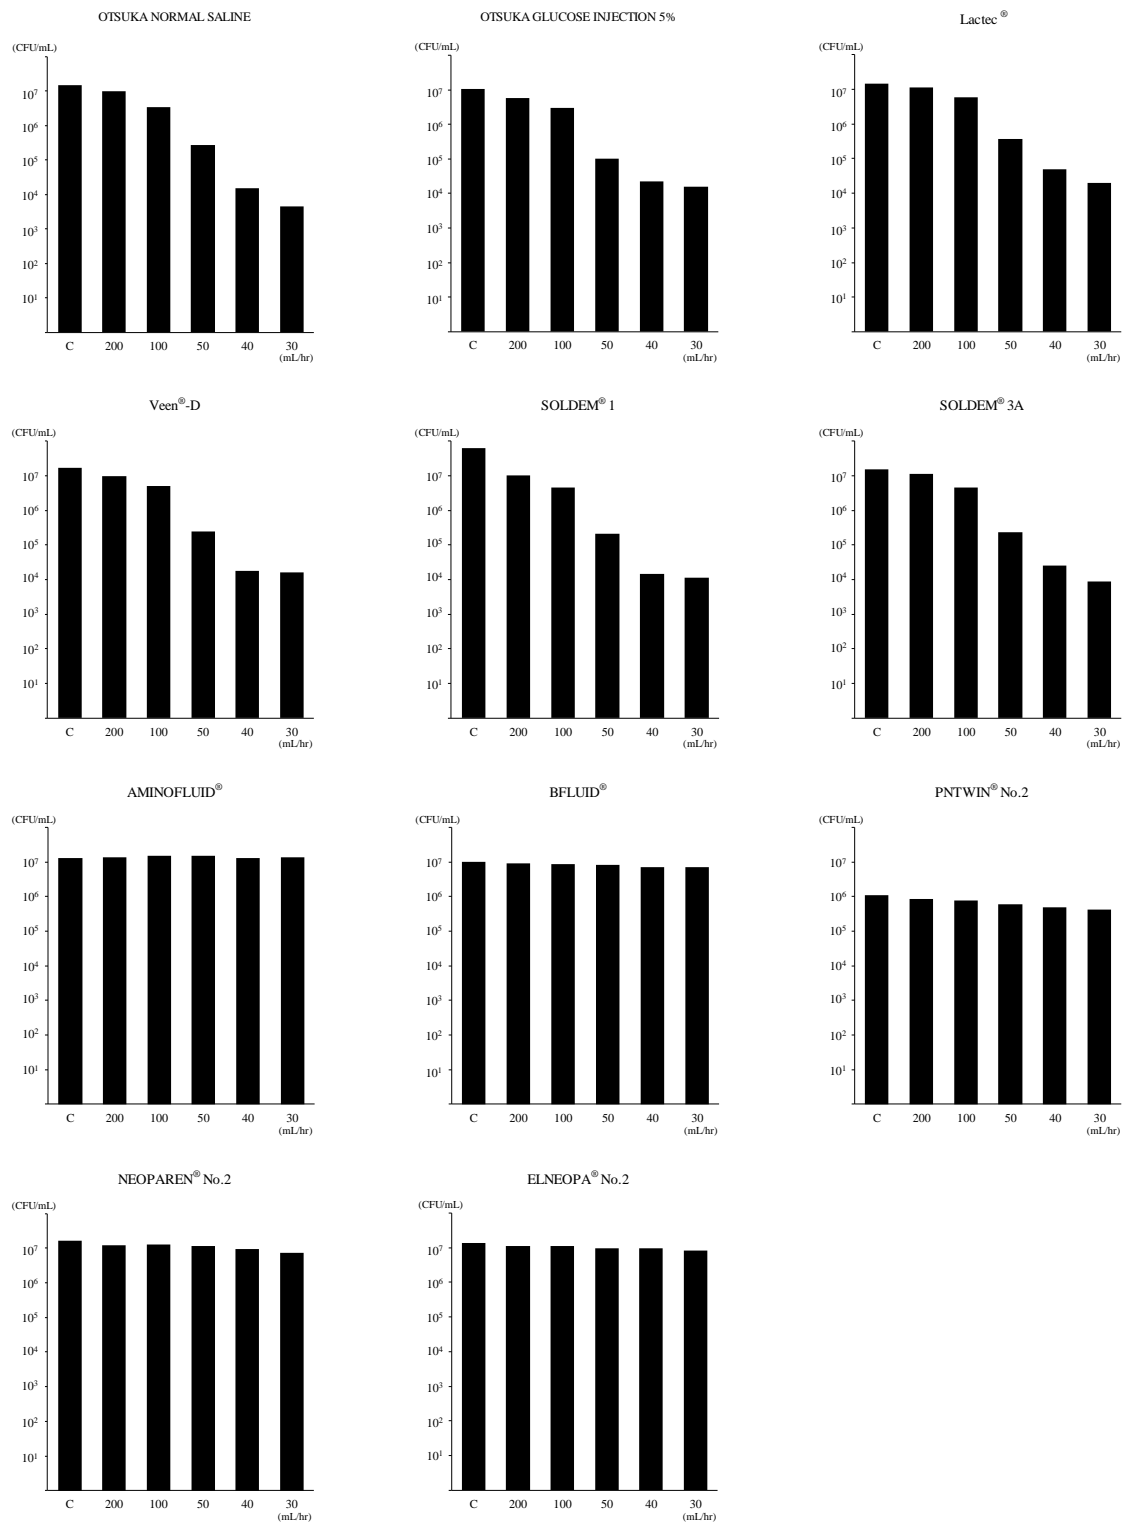 OTSUKA NORMAL SALINE
(CFU/mL)
10⁷
10⁶
10⁵
10⁴
10³
10²
10¹
C 200 100 50 40 30
(mL/hr)
OTSUKA GLUCOSE INJECTION 5%
(CFU/mL)
10⁷
10⁶
10⁵
10⁴
10³
10²
10¹
C 200 100 50 40 30
(mL/hr)
Lactec ®
(CFU/mL)
10⁷
10⁶
10⁵
10⁴
10³
10²
10¹
C 200 100 50 40 30
(mL/hr)
Veen®-D
(CFU/mL)
10⁷
10⁶
10⁵
10⁴
10³
10²
10¹
C 200 100 50 40 30
(mL/hr)
SOLDEM® 1
(CFU/mL)
10⁷
10⁶
10⁵
10⁴
10³
10²
10¹
C 200 100 50 40 30
(mL/hr)
SOLDEM® 3A
(CFU/mL)
10⁷
10⁶
10⁵
10⁴
10³
10²
10¹
C 200 100 50 40 30
(mL/hr)
AMINOFLUID®
(CFU/mL)
10⁷
10⁶
10⁵
10⁴
10³
10²
10¹
C 200 100 50 40 30
(mL/hr)
BFLUID®
(CFU/mL)
10⁷
10⁶
10⁵
10⁴
10³
10²
10¹
C 200 100 50 40 30
(mL/hr)
PNTWIN® No.2
(CFU/mL)
10⁷
10⁶
10⁵
10⁴
10³
10²
10¹
C 200 100 50 40 30
(mL/hr)
NEOPAREN® No.2
(CFU/mL)
10⁷
10⁶
10⁵
10⁴
10³
10²
10¹
C 200 100 50 40 30
(mL/hr)
ELNEOPA® No.2
(CFU/mL)
10⁷
10⁶
10⁵
10⁴
10³
10²
10¹
C 200 100 50 40 30
(mL/hr)